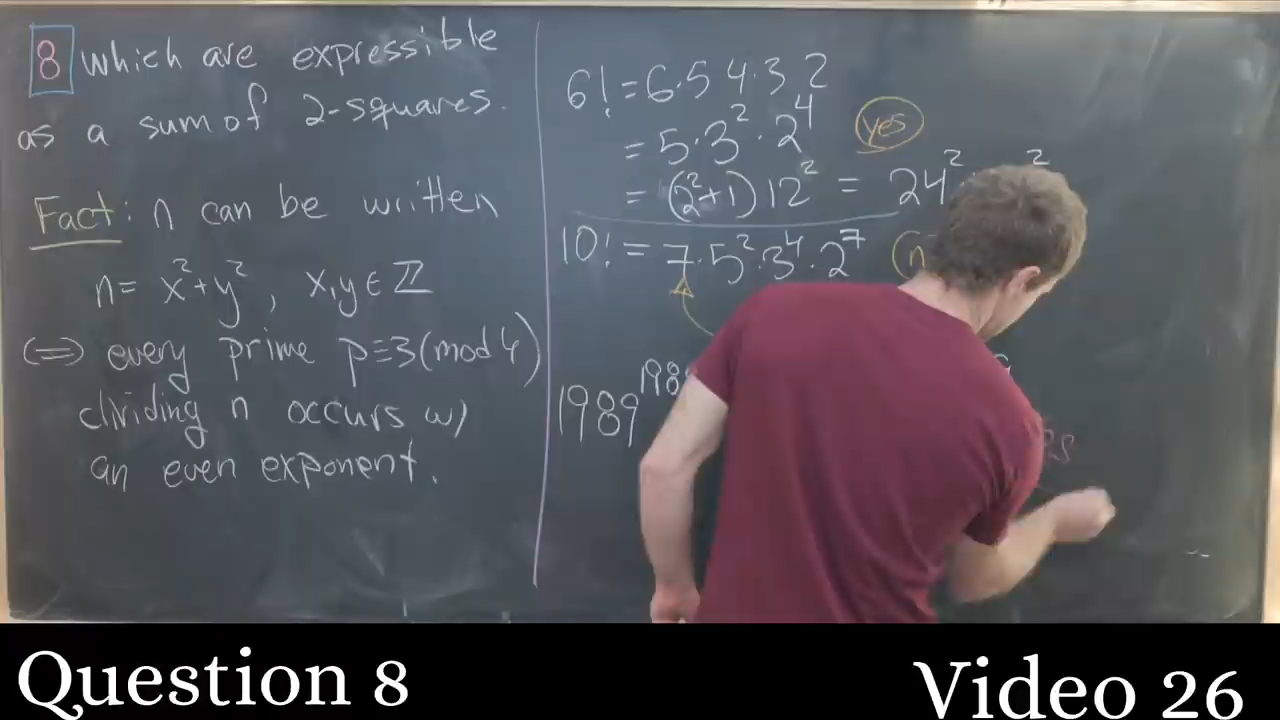 8 which are expressible
as a sum of 2-squares.
Fact: n can be written
n= x²+y² , x,y ∈ ℤ
⟺ every prime p≡3(mod 4)
dividing n occurs w/
an even exponent.
6! = 6·5 4·3 2
= 5·3²·2⁴ yes
= (2²+1)12² = 24²
10! = 7·5²·3⁴·2⁷
1989
Question 8
Video 26